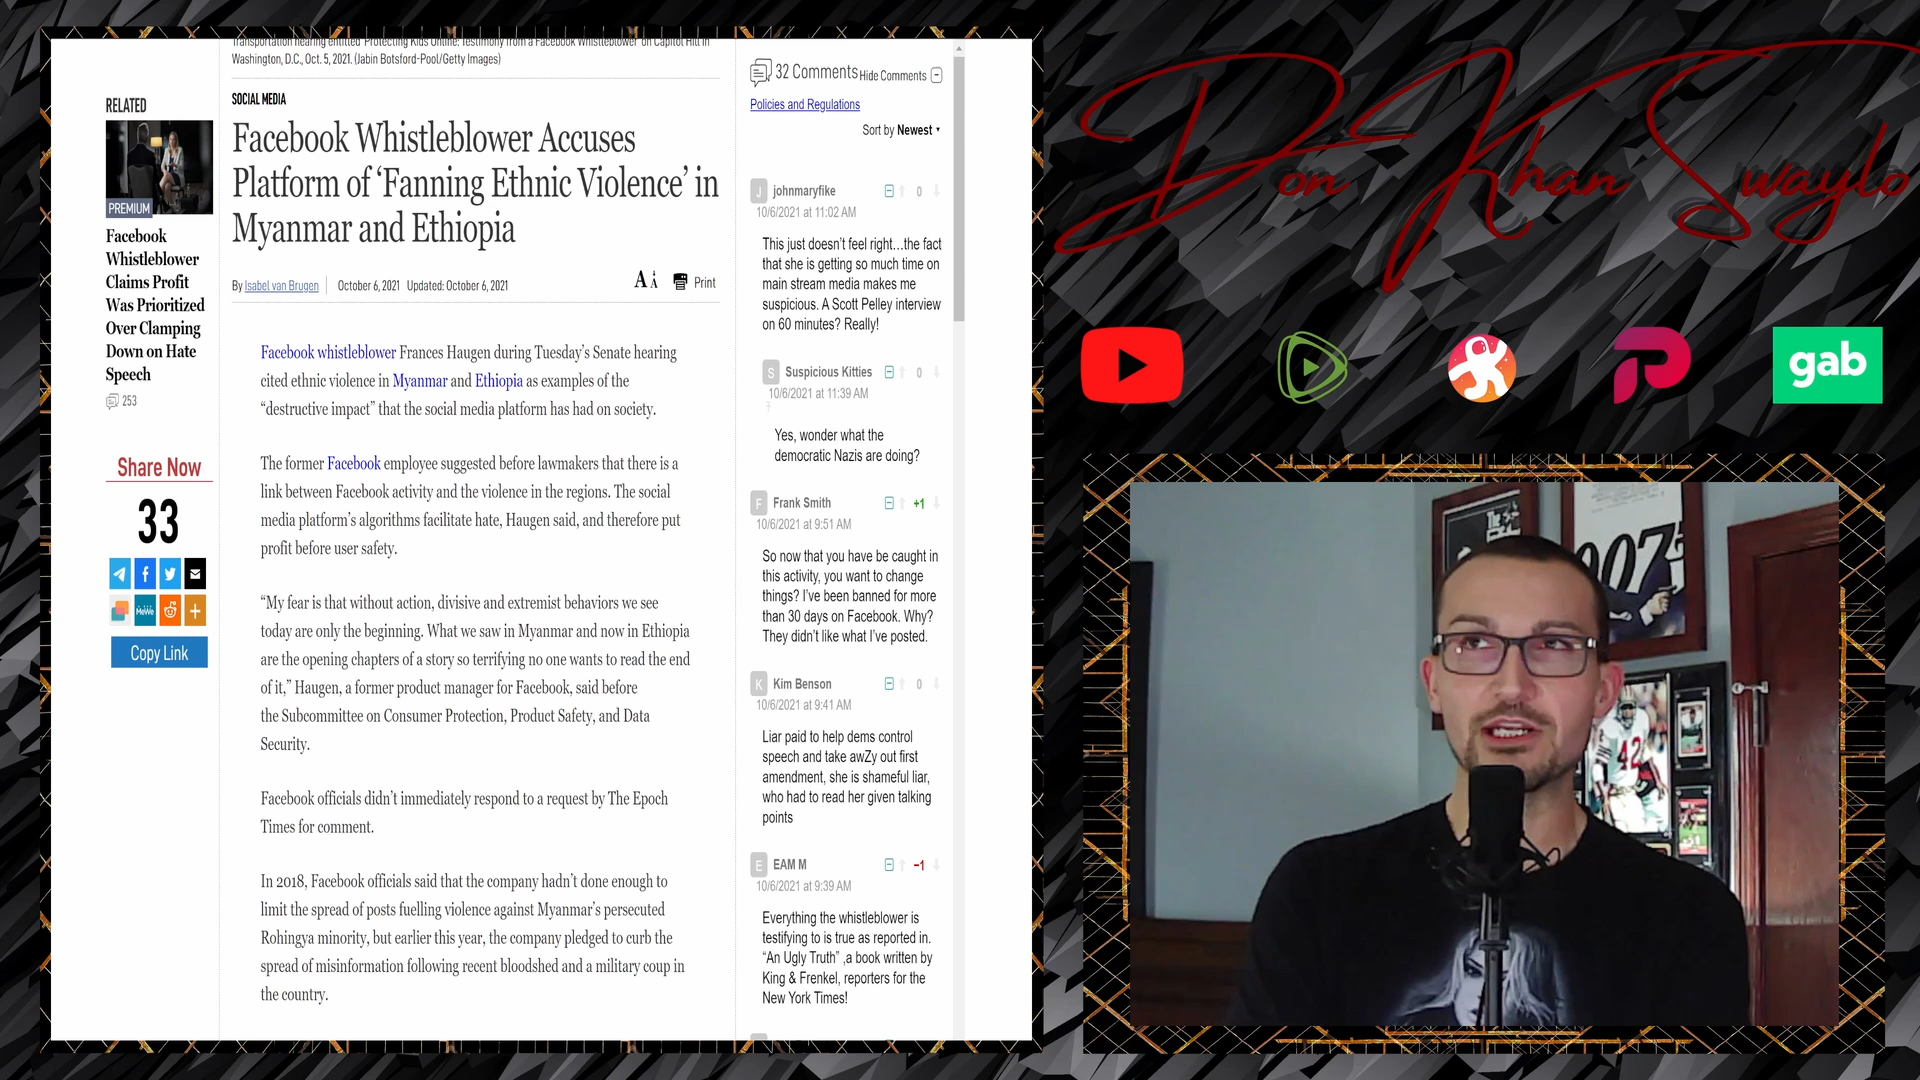 Transportation hearing entitled 'Protecting Kids Online: Testimony from a Facebook Whistleblower' on Capitol Hill in
Washington, D.C., Oct. 5, 2021. (Jabin Botsford-Pool/Getty Images)
RELATED
PREMIUM
Facebook
Whistleblower
Claims Profit
Was Prioritized
Over Clamping
Down on Hate
Speech
253
Share Now
33
MeWe
Copy Link
SOCIAL MEDIA
Facebook Whistleblower Accuses
Platform of ‘Fanning Ethnic Violence’ in
Myanmar and Ethiopia
By Isabel van Brugen October 6, 2021 Updated: October 6, 2021
A A Print
Facebook whistleblower Frances Haugen during Tuesday’s Senate hearing
cited ethnic violence in Myanmar and Ethiopia as examples of the
“destructive impact” that the social media platform has had on society.
The former Facebook employee suggested before lawmakers that there is a
link between Facebook activity and the violence in the regions. The social
media platform’s algorithms facilitate hate, Haugen said, and therefore put
profit before user safety.
“My fear is that without action, divisive and extremist behaviors we see
today are only the beginning. What we saw in Myanmar and now in Ethiopia
are the opening chapters of a story so terrifying no one wants to read the end
of it,” Haugen, a former product manager for Facebook, said before
the Subcommittee on Consumer Protection, Product Safety, and Data
Security.
Facebook officials didn’t immediately respond to a request by The Epoch
Times for comment.
In 2018, Facebook officials said that the company hadn’t done enough to
limit the spread of posts fuelling violence against Myanmar’s persecuted
Rohingya minority, but earlier this year, the company pledged to curb the
spread of misinformation following recent bloodshed and a military coup in
the country.
32 Comments Hide Comments
Policies and Regulations
Sort by Newest
J johnmaryfike 0
10/6/2021 at 11:02 AM
This just doesn’t feel right...the fact
that she is getting so much time on
main stream media makes me
suspicious. A Scott Pelley interview
on 60 minutes? Really!
S Suspicious Kitties 0
10/6/2021 at 11:39 AM
Yes, wonder what the
democratic Nazis are doing?
F Frank Smith +1
10/6/2021 at 9:51 AM
So now that you have be caught in
this activity, you want to change
things? I’ve been banned for more
than 30 days on Facebook. Why?
They didn’t like what I’ve posted.
K Kim Benson 0
10/6/2021 at 9:41 AM
Liar paid to help dems control
speech and take awZy out first
amendment, she is shameful liar,
who had to read her given talking
points
E EAM M −1
10/6/2021 at 9:39 AM
Everything the whistleblower is
testifying to is true as reported in.
“An Ugly Truth” ,a book written by
King & Frenkel, reporters for the
New York Times!
Don Khan Swaylo
gab
007
42